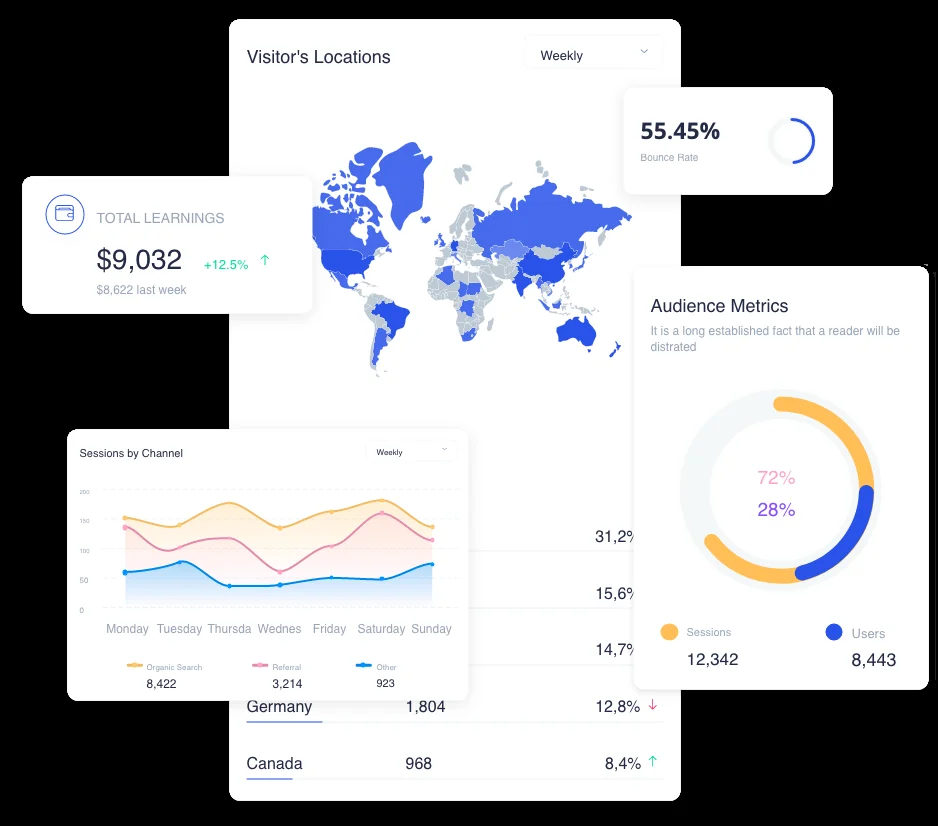 Visitor's Locations
Weekly
55.45%
Bounce Rate
TOTAL LEARNINGS
$9,032
+12.5%
$8,622 last week
Audience Metrics
It is a long established fact that a reader will be
distrated
72%
28%
Sessions
12,342
Users
8,443
Sessions by Channel
Weekly
200
150
100
50
0
Monday Tuesday Thursda Wednes Friday Saturday Sunday
Organic Search
8,422
Referral
3,214
Other
923
31,2%
15,6%
14,7%
Germany 1,804 12,8%
Canada 968 8,4%